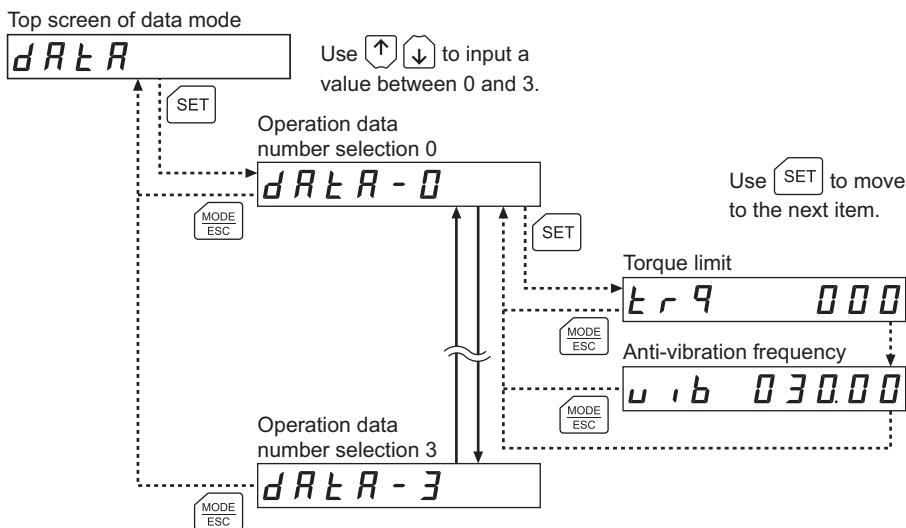 Top screen of data mode
dAtA
Use ↑ ↓ to input a
value between 0 and 3.
SET
Operation data
number selection 0
dAtA-0
MODE
ESC
SET
Use SET to move
to the next item.
Torque limit
trq 000
MODE
ESC
Anti-vibration frequency
vib 030.00
MODE
ESC
Operation data
number selection 3
dAtA-3
MODE
ESC